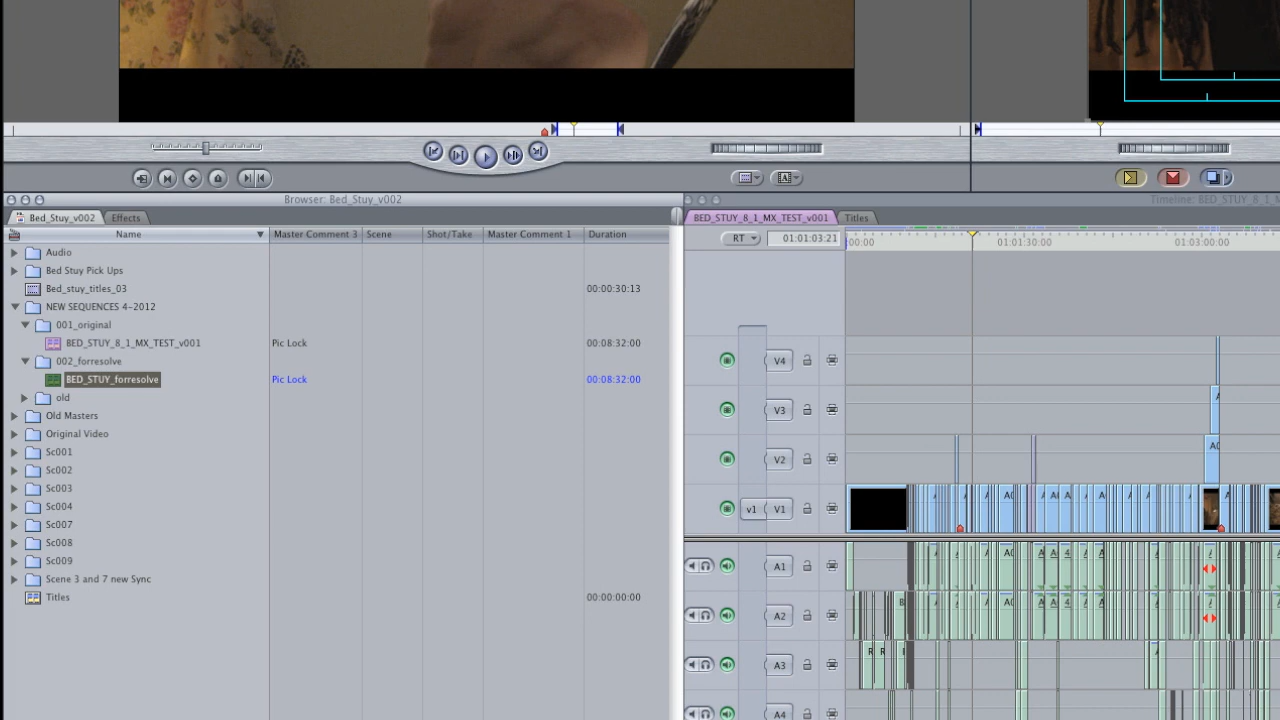 Browser: Bed_Stuy_v002
Bed_Stuy_v002 Effects
Name Master Comment 3 Scene Shot/Take Master Comment 1 Duration
Audio
Bed Stuy Pick Ups
Bed_stuy_titles_03 00:00:30:13
NEW SEQUENCES 4-2012
001_original
BED_STUY_8_1_MX_TEST_v001 Pic Lock 00:08:32:00
002_forresolve
BED_STUY_forresolve Pic Lock 00:08:32:00
old
Old Masters
Original Video
Sc001
Sc002
Sc003
Sc004
Sc007
Sc008
Sc009
Scene 3 and 7 new Sync
Titles 00:00:00:00
Timeline: BED_STUY_8_1_M
BED_STUY_8_1_MX_TEST_v001 Titles
RT 01:01:03:21 :00:00 01:01:30:00 01:03:00:00
V4
V3
V2
v1 V1
A1
A2
A3
A4